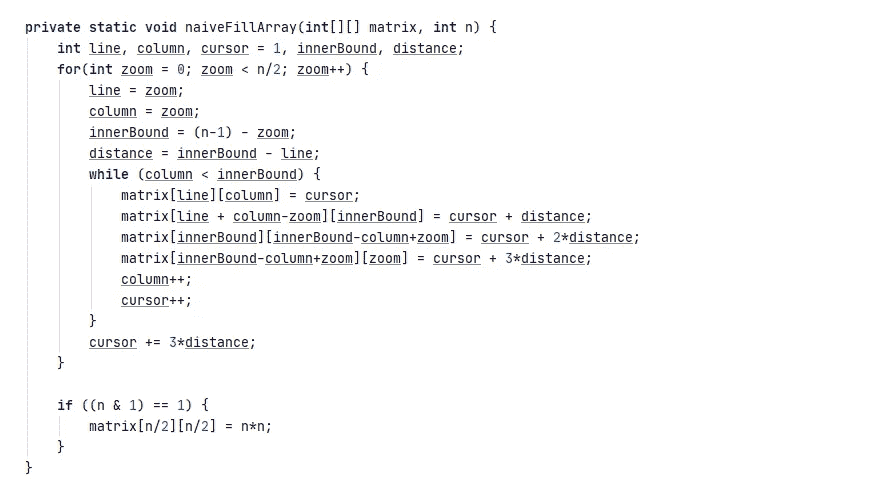 private static void naiveFillArray(int[][] matrix, int n) {
    int line, column, cursor = 1, innerBound, distance;
    for(int zoom = 0; zoom < n/2; zoom++) {
        line = zoom;
        column = zoom;
        innerBound = (n-1) - zoom;
        distance = innerBound - line;
        while (column < innerBound) {
            matrix[line][column] = cursor;
            matrix[line + column-zoom][innerBound] = cursor + distance;
            matrix[innerBound][innerBound-column+zoom] = cursor + 2*distance;
            matrix[innerBound-column+zoom][zoom] = cursor + 3*distance;
            column++;
            cursor++;
        }
        cursor += 3*distance;
    }

    if ((n & 1) == 1) {
        matrix[n/2][n/2] = n*n;
    }
}